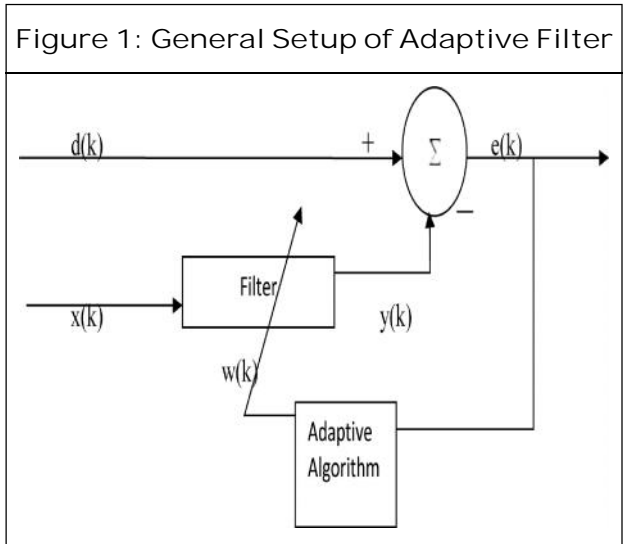 Figure 1: General Setup of Adaptive Filter
d(k)
+
Σ
e(k)
−
Filter
x(k)
y(k)
w(k)
Adaptive
Algorithm